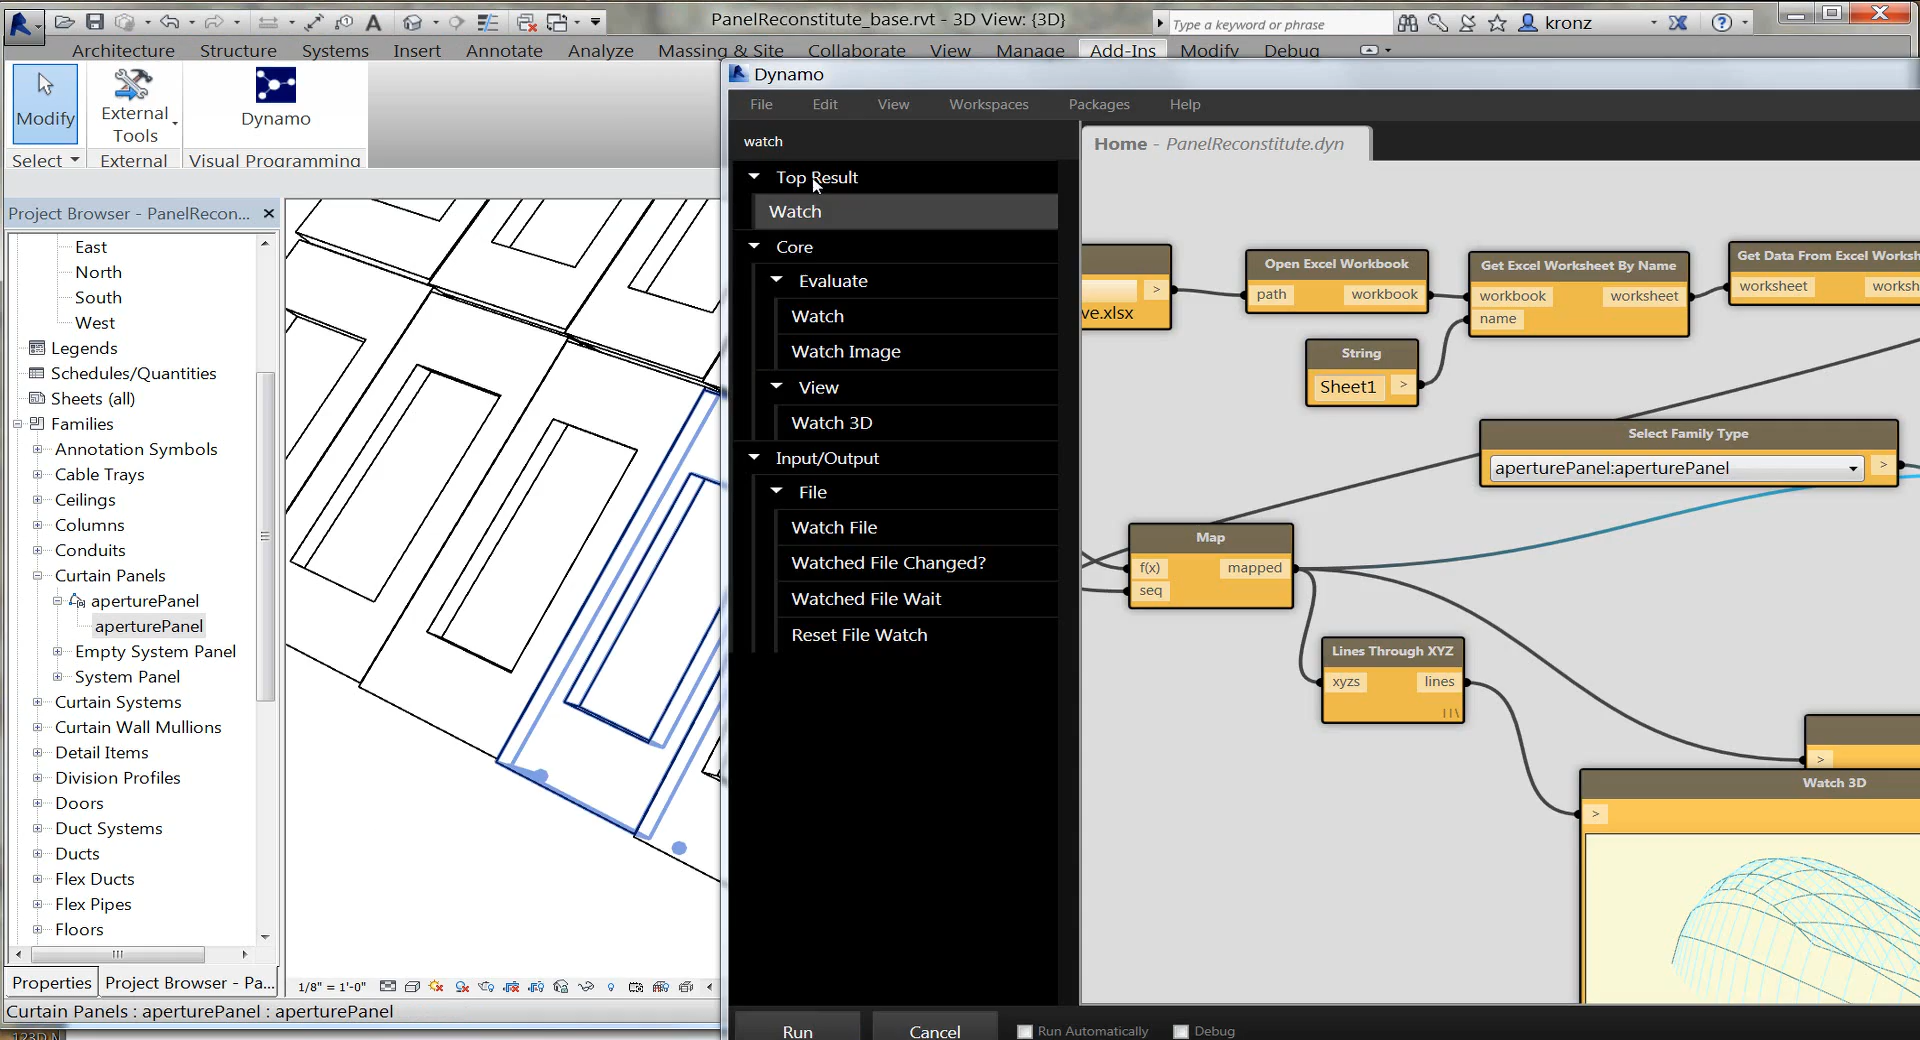 PanelReconstitute_base.rvt - 3D View: {3D}
Type a keyword or phrase
kronz
Architecture Structure Systems Insert Annotate Analyze Massing & Site Collaborate View Manage Add-Ins Modify Debug
Modify
External
Tools
Dynamo
Select
External
Visual Programming
Project Browser - PanelRecon...
East
North
South
West
Legends
Schedules/Quantities
Sheets (all)
Families
Annotation Symbols
Cable Trays
Ceilings
Columns
Conduits
Curtain Panels
aperturePanel
aperturePanel
Empty System Panel
System Panel
Curtain Systems
Curtain Wall Mullions
Detail Items
Division Profiles
Doors
Duct Systems
Ducts
Flex Ducts
Flex Pipes
Floors
Properties
Project Browser - Pa...
1/8" = 1'-0"
Curtain Panels : aperturePanel : aperturePanel
Dynamo
File Edit View Workspaces Packages Help
watch
Top Result
Watch
Core
Evaluate
Watch
Watch Image
View
Watch 3D
Input/Output
File
Watch File
Watched File Changed?
Watched File Wait
Reset File Watch
Run
Cancel
Run Automatically
Debug
Home - PanelReconstitute.dyn
>
ve.xlsx
Open Excel Workbook
path workbook
Get Excel Worksheet By Name
workbook worksheet
name
Get Data From Excel Worksh
worksheet worksh
String
Sheet1 >
Select Family Type
aperturePanel:aperturePanel >
Map
f(x) mapped
seq
Lines Through XYZ
xyzs lines
>
Watch 3D
>